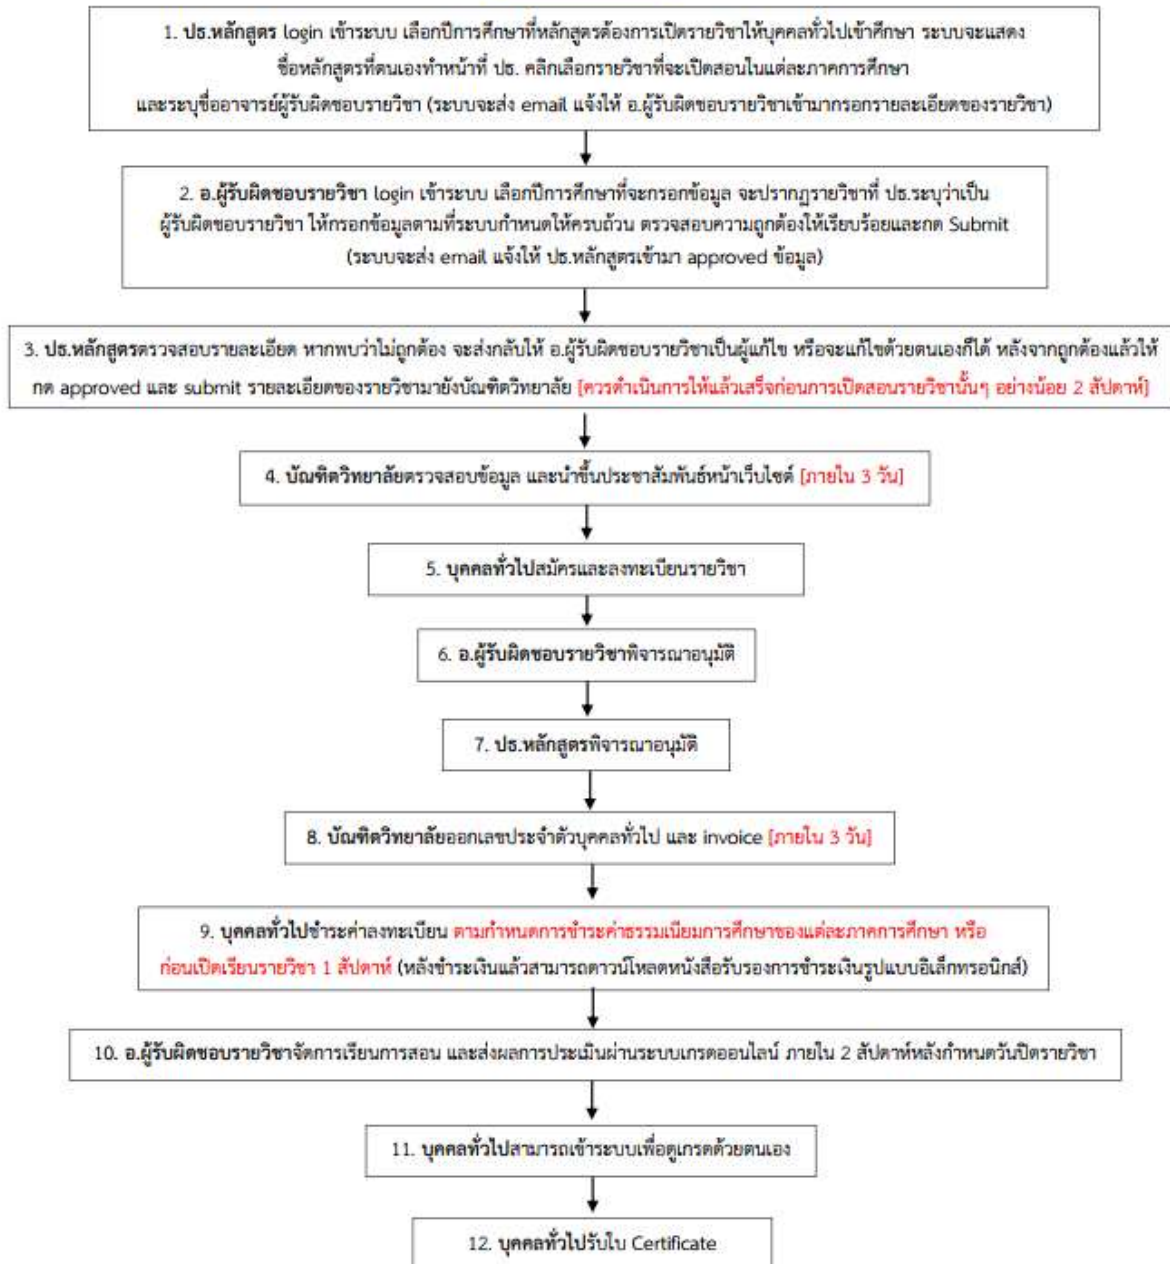 1. ปธ.หลักสูตร login เข้าระบบ เลือกปีการศึกษาที่หลักสูตรต้องการเปิดรายวิชาให้บุคคลทั่วไปเข้าศึกษา ระบบจะแสดง
ชื่อหลักสูตรที่ตนเองทำหน้าที่ ปธ. คลิกเลือกรายวิชาที่จะเปิดสอนในแต่ละภาคการศึกษา
และระบุชื่ออาจารย์ผู้รับผิดชอบรายวิชา (ระบบจะส่ง email แจ้งให้ อ.ผู้รับผิดชอบรายวิชาเข้ามากรอกรายละเอียดของรายวิชา)
2. อ.ผู้รับผิดชอบรายวิชา login เข้าระบบ เลือกปีการศึกษาที่จะกรอกข้อมูล จะปรากฏรายวิชาที่ ปธ.ระบุว่าเป็น
ผู้รับผิดชอบรายวิชา ให้กรอกข้อมูลตามที่ระบบกำหนดให้ครบถ้วน ตรวจสอบความถูกต้องให้เรียบร้อยและกด Submit
(ระบบจะส่ง email แจ้งให้ ปธ.หลักสูตรเข้ามา approved ข้อมูล)
3. ปธ.หลักสูตรตรวจสอบรายละเอียด หากพบว่าไม่ถูกต้อง จะส่งกลับให้ อ.ผู้รับผิดชอบรายวิชาเป็นผู้แก้ไข หรือจะแก้ไขด้วยตนเองก็ได้ หลังจากถูกต้องแล้วให้
กด approved และ submit รายละเอียดของรายวิชามายังบัณฑิตวิทยาลัย [ควรดำเนินการให้แล้วเสร็จก่อนการเปิดสอนรายวิชานั้นๆ อย่างน้อย 2 สัปดาห์]
4. บัณฑิตวิทยาลัยตรวจสอบข้อมูล และนำขึ้นประชาสัมพันธ์หน้าเว็บไซต์ [ภายใน 3 วัน]
5. บุคคลทั่วไปสมัครและลงทะเบียนรายวิชา
6. อ.ผู้รับผิดชอบรายวิชาพิจารณาอนุมัติ
7. ปธ.หลักสูตรพิจารณาอนุมัติ
8. บัณฑิตวิทยาลัยออกเลขประจำตัวบุคคลทั่วไป และ invoice [ภายใน 3 วัน]
9. บุคคลทั่วไปชำระค่าลงทะเบียน ตามกำหนดการชำระค่าธรรมเนียมการศึกษาของแต่ละภาคการศึกษา หรือ
ก่อนเปิดเรียนรายวิชา 1 สัปดาห์ (หลังชำระเงินแล้วสามารถดาวน์โหลดหนังสือรับรองการชำระเงินรูปแบบอิเล็กทรอนิกส์)
10. อ.ผู้รับผิดชอบรายวิชาจัดการเรียนการสอน และส่งผลการประเมินผ่านระบบเกรดออนไลน์ ภายใน 2 สัปดาห์หลังกำหนดวันปิดรายวิชา
11. บุคคลทั่วไปสามารถเข้าระบบเพื่อดูเกรดด้วยตนเอง
12. บุคคลทั่วไปรับใบ Certificate